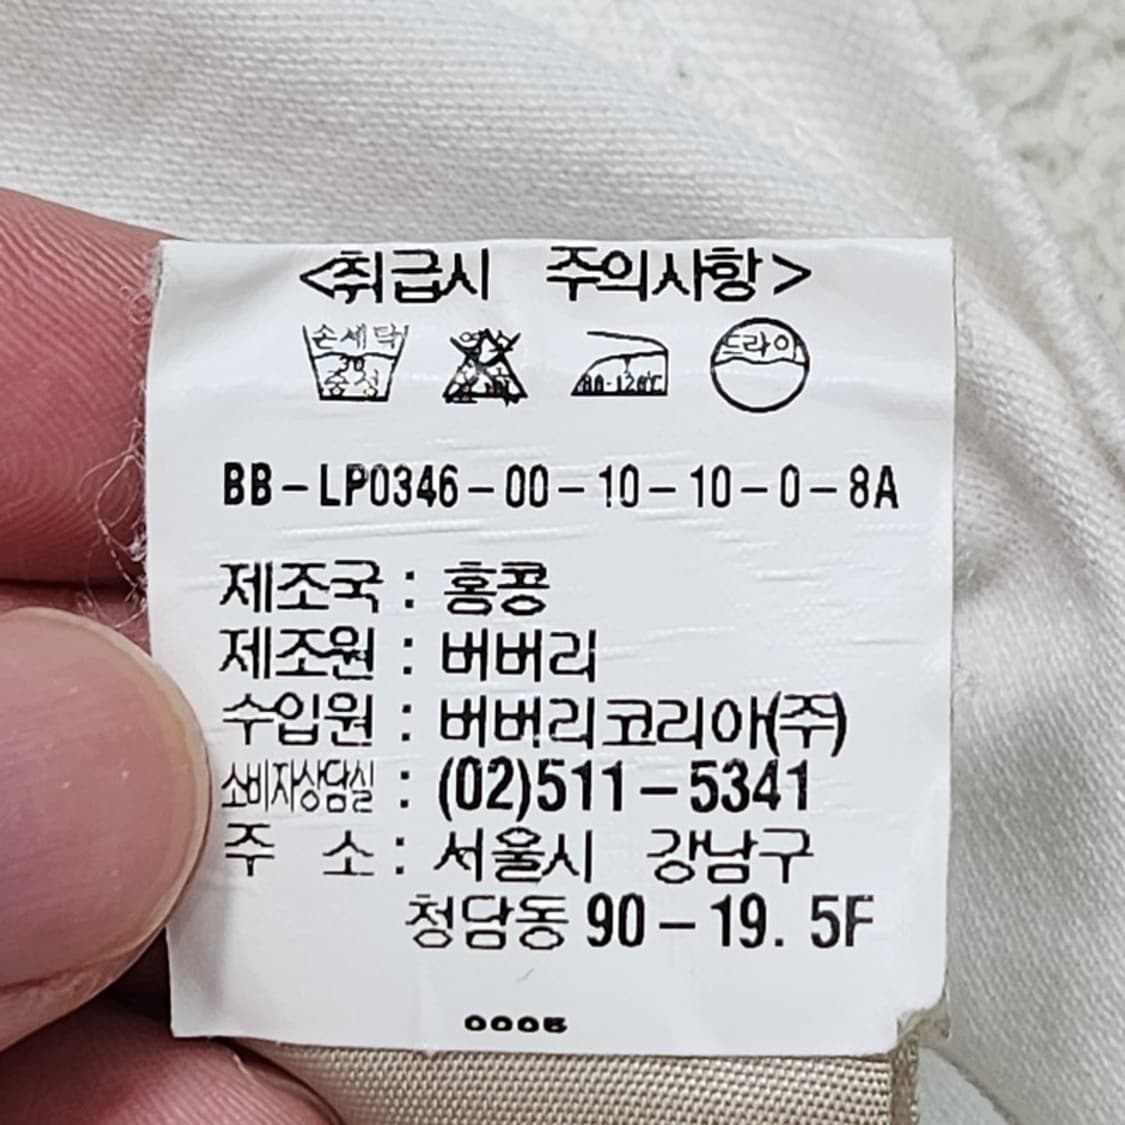 <취급시 주의사항>
손세탁 드라이
30
중성 80-120℃
BB-LP0346-00-10-10-0-8A
제조국 : 홍콩
제조원 : 버버리
수입원 : 버버리코리아(주)
소비자상담실 : (02)511-5341
주 소 : 서울시 강남구
청담동 90-19. 5F
0005